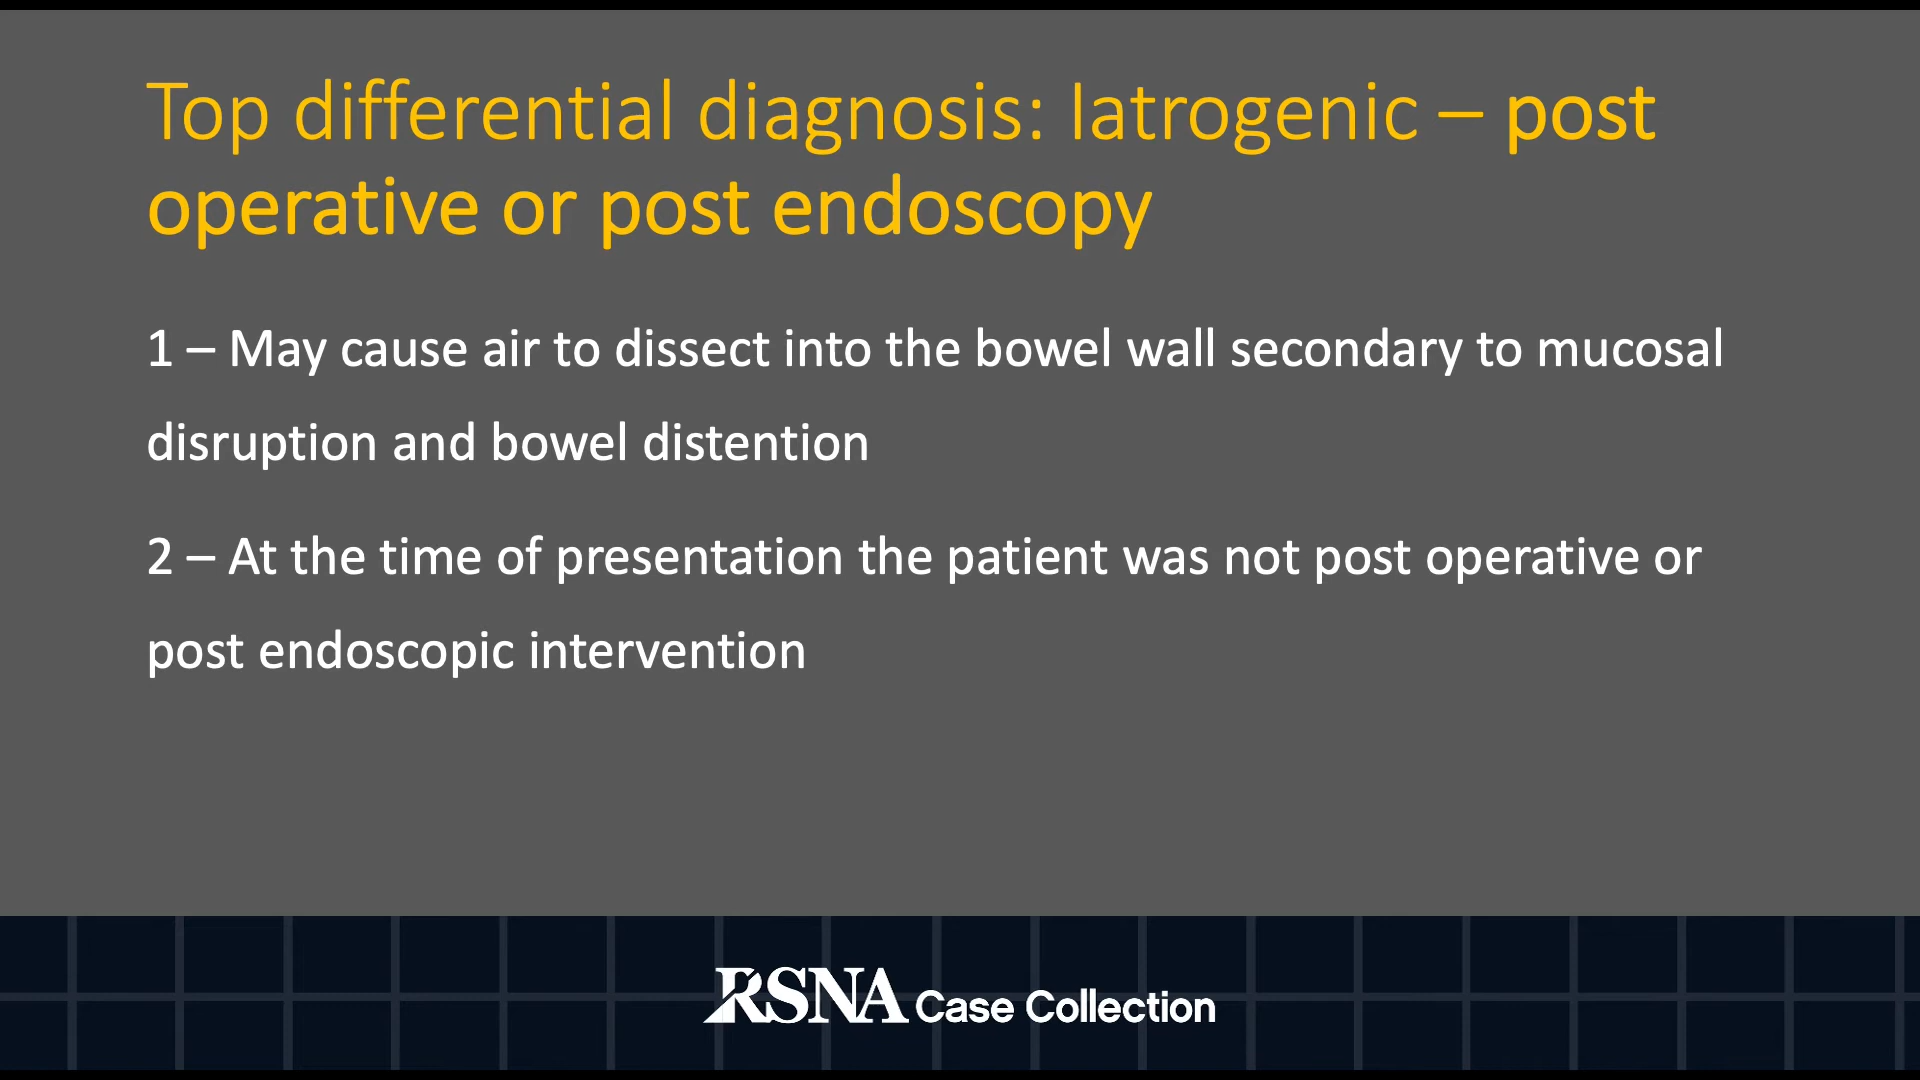 Top differential diagnosis: Iatrogenic – post
operative or post endoscopy
1 – May cause air to dissect into the bowel wall secondary to mucosal
disruption and bowel distention
2 – At the time of presentation the patient was not post operative or
post endoscopic intervention
RSNA Case Collection